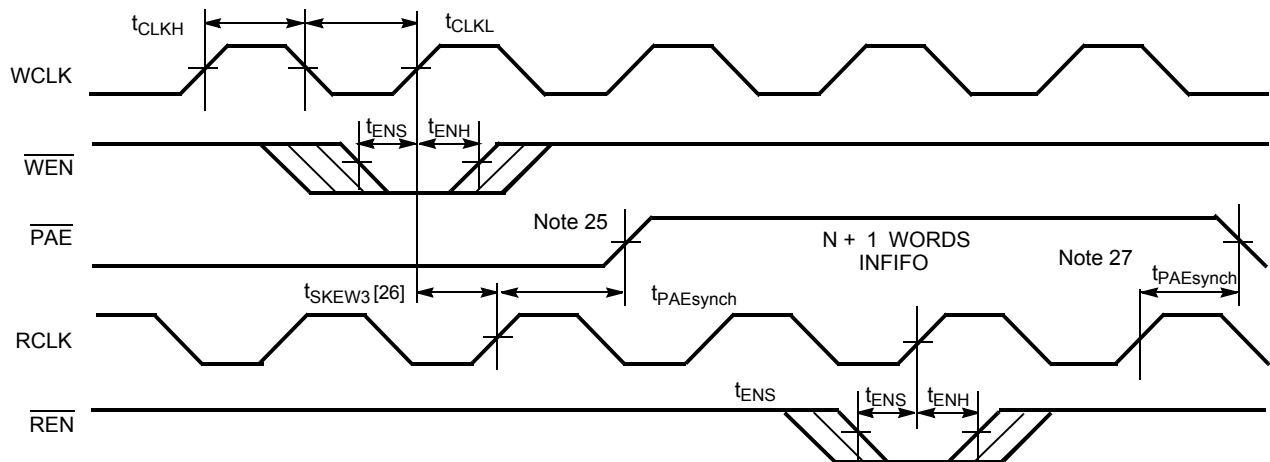 tCLKH
tCLKL
WCLK
tENS
tENH
WEN
Note 25
PAE
N + 1 WORDS
INFIFO
Note 27
tSKEW3 [26]
tPAEsynch
tPAEsynch
RCLK
tENS
tENS
tENH
REN